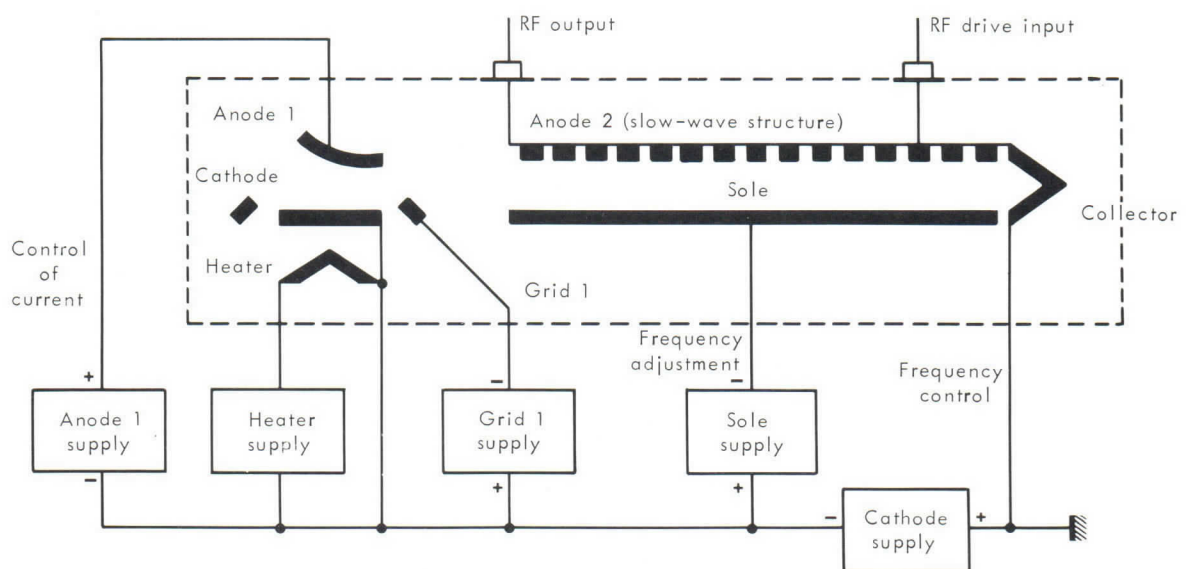 RF output
RF drive input
Anode 1
Anode 2 (slow-wave structure)
Cathode
Sole
Collector
Control
of
current
Heater
Grid 1
Frequency
adjustment
Frequency
control
+
-
-
Anode 1
supply
Heater
supply
Grid 1
supply
Sole
supply
-
+
+
-
Cathode
supply
+